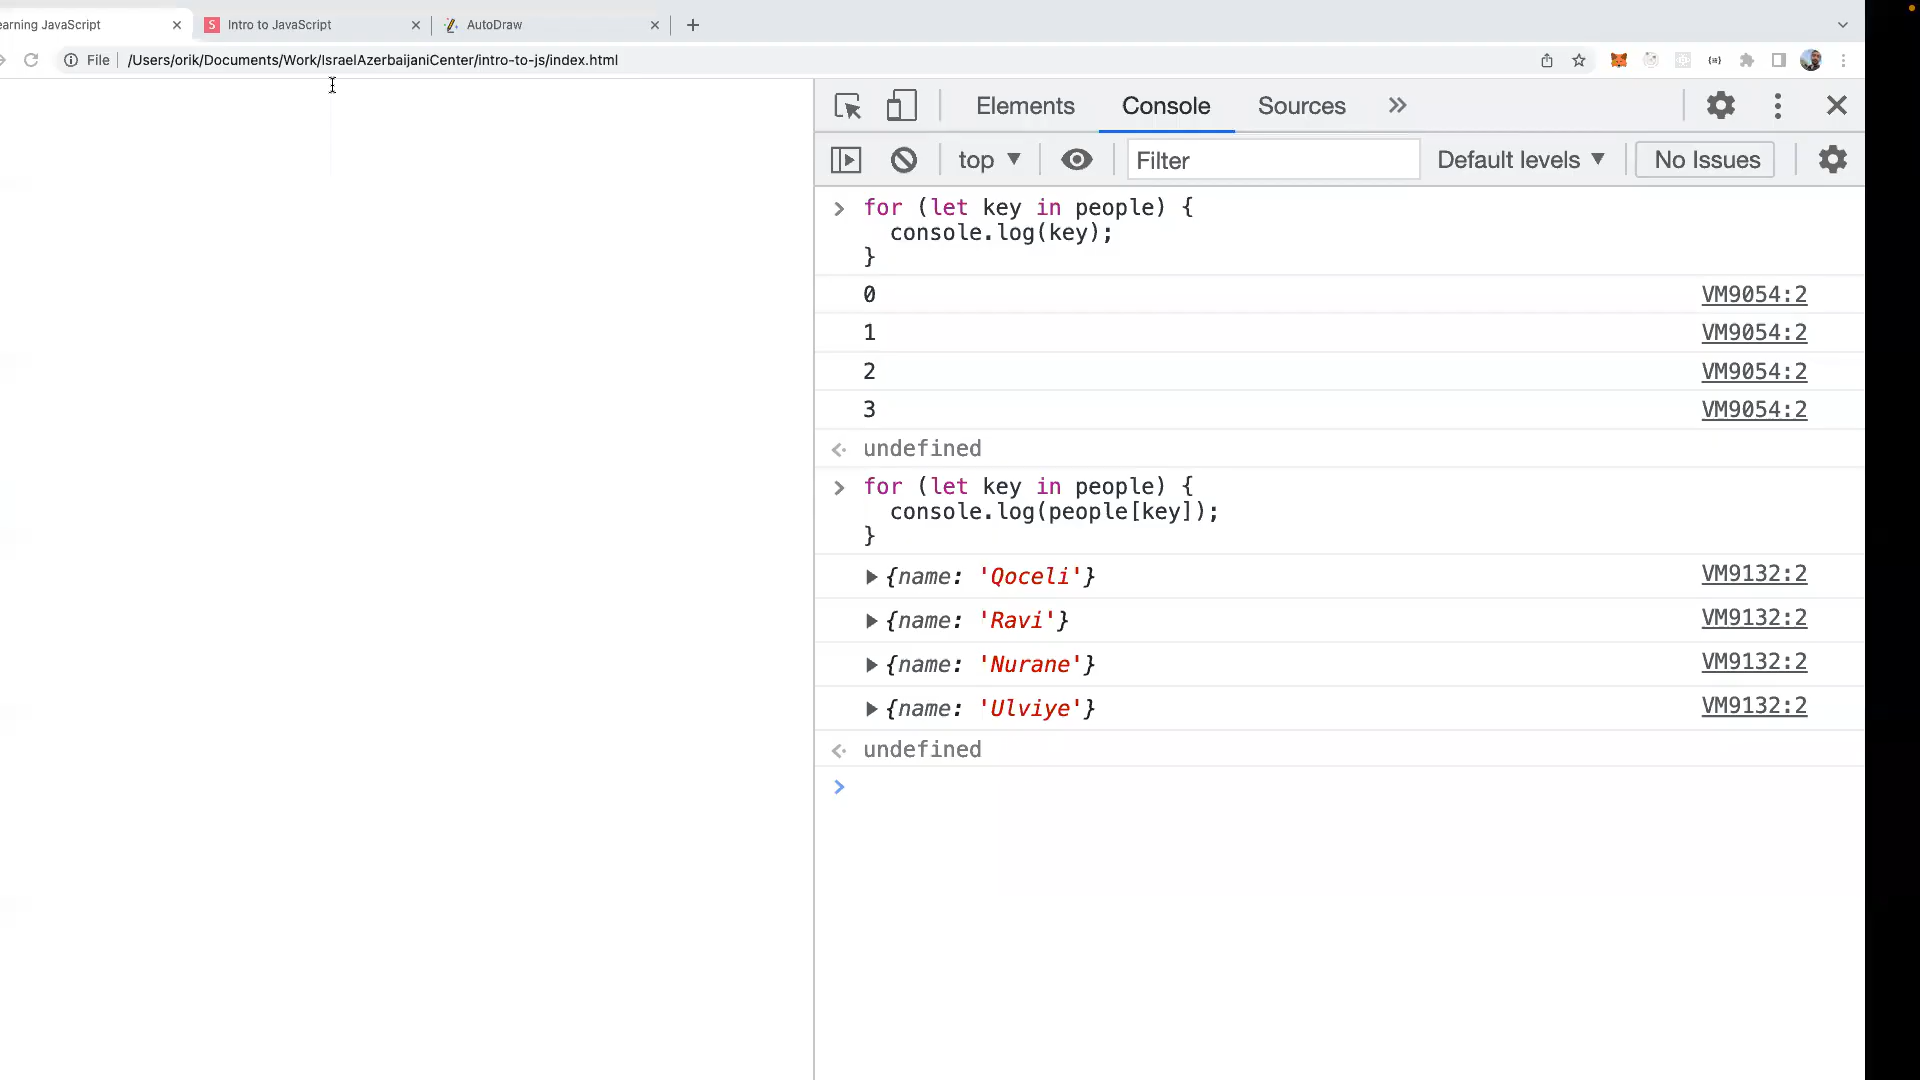 earning JavaScript
S Intro to JavaScript
AutoDraw
File /Users/orik/Documents/Work/IsraelAzerbaijaniCenter/intro-to-js/index.html
Elements Console Sources
top Filter Default levels No Issues
for (let key in people) {
console.log(key);
}
0 VM9054:2
1 VM9054:2
2 VM9054:2
3 VM9054:2
undefined
for (let key in people) {
console.log(people[key]);
}
{name: 'Qoceli'} VM9132:2
{name: 'Ravi'} VM9132:2
{name: 'Nurane'} VM9132:2
{name: 'Ulviye'} VM9132:2
undefined